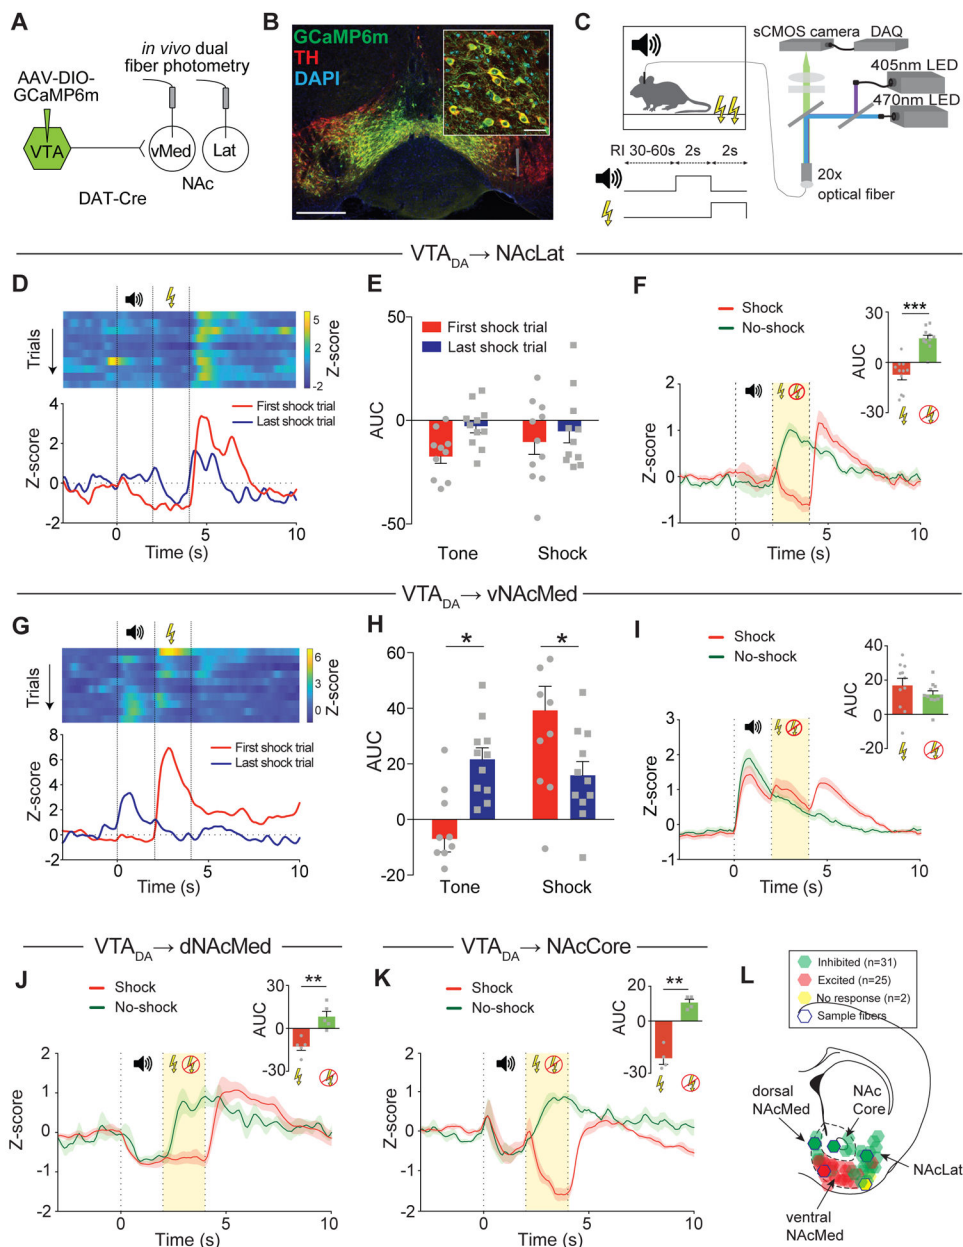 A
in vivo dual
fiber photometry
AAV-DIO-
GCaMP6m
VTA
vMed
Lat
NAc
DAT-Cre
B
GCaMP6m
TH
DAPI
C
sCMOS camera
DAQ
405nm LED
470nm LED
RI 30-60s
2s
2s
20x
optical fiber
VTADA→ NAcLat
D
Trials
6
4
2
0
-2
Z-score
First shock trial
Last shock trial
Z-score
4
2
0
-2
0
5
10
Time (s)
E
First shock trial
Last shock trial
AUC
50
0
-50
Tone
Shock
F
Shock
No-shock
***
AUC
30
0
-30
Z-score
2
1
0
-1
0
5
10
Time (s)
VTADA→ vNAcMed
G
Trials
6
3
0
Z-score
First shock trial
Last shock trial
Z-score
8
6
4
2
0
-2
0
5
10
Time (s)
H
*
*
AUC
60
40
20
0
-20
Tone
Shock
I
Shock
No-shock
AUC
40
20
0
-20
Z-score
3
2
1
0
-1
0
5
10
Time (s)
VTADA→ dNAcMed
J
Shock
No-shock
**
AUC
30
0
-30
Z-score
2
1
0
-1
-2
0
5
10
Time (s)
VTADA→ NAcCore
K
Shock
No-shock
**
AUC
20
0
-30
Z-score
2
1
0
-1
-2
0
5
10
Time (s)
L
Inhibited (n=31)
Excited (n=25)
No response (n=2)
Sample fibers
dorsal
NAcMed
NAc
Core
NAcLat
ventral
NAcMed